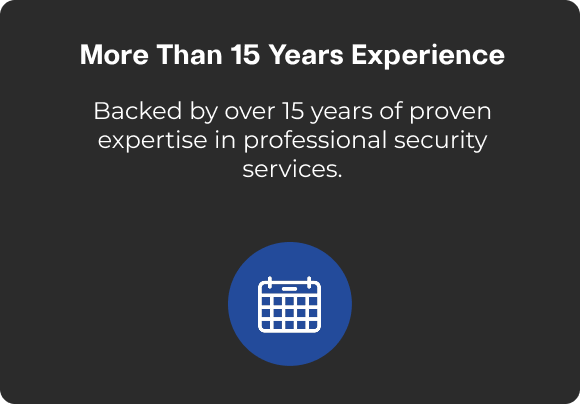 More Than 15 Years Experience
Backed by over 15 years of proven
expertise in professional security
services.